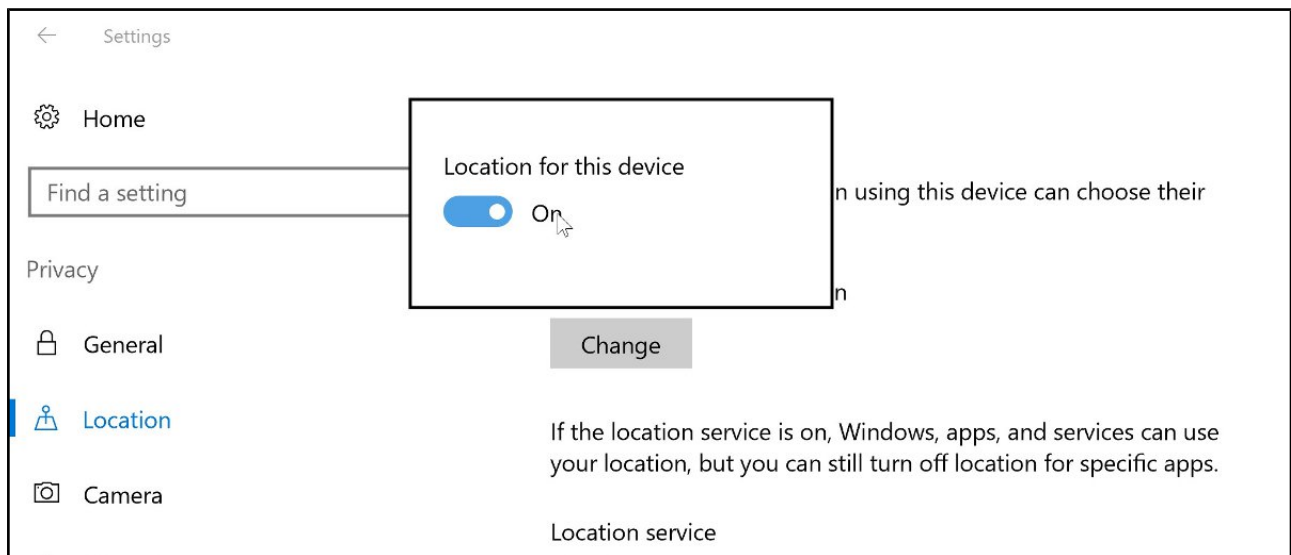 Settings
Home
Find a setting
Privacy
General
Location
Camera
Location for this device
On
n using this device can choose their
n
Change
If the location service is on, Windows, apps, and services can use
your location, but you can still turn off location for specific apps.
Location service